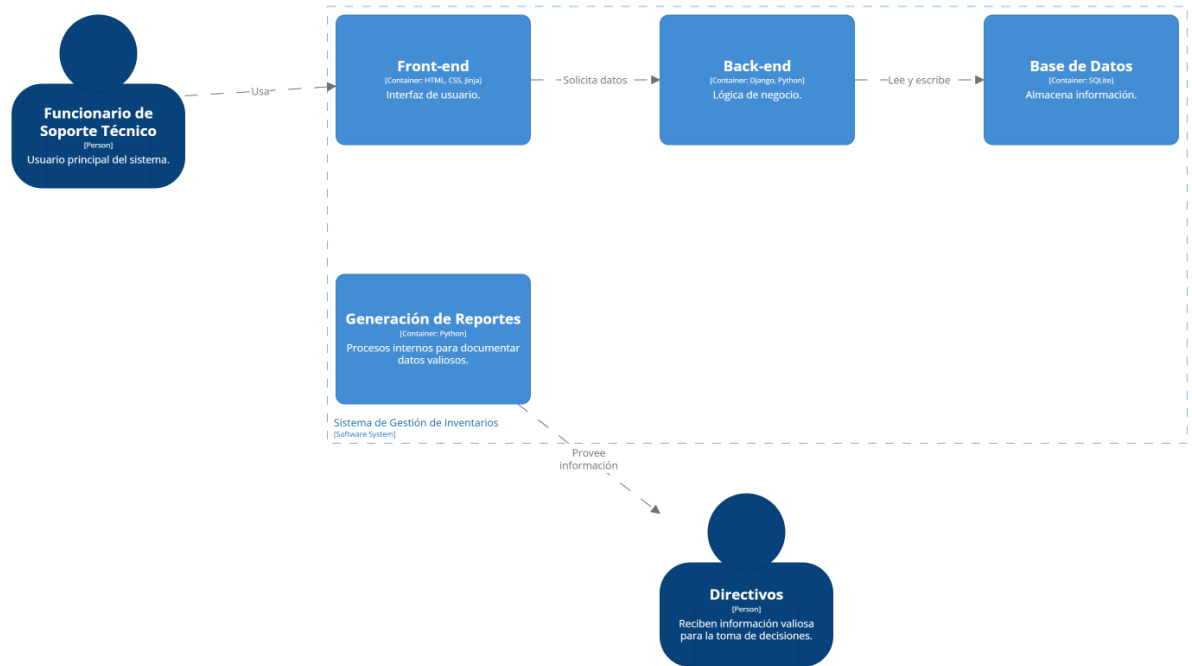 Funcionario de
Soporte Técnico
[Person]
Usuario principal del sistema.
Usa
Front-end
[Container: HTML, CSS, Jinja]
Interfaz de usuario.
Solicita datos
Back-end
[Container: Django, Python]
Lógica de negocio.
Lee y escribe
Base de Datos
[Container: SQLite]
Almacena información.
Generación de Reportes
[Container: Python]
Procesos internos para documentar
datos valiosos.
Sistema de Gestión de Inventarios
[Software System]
Provee
información
Directivos
[Person]
Reciben información valiosa
para la toma de decisiones.